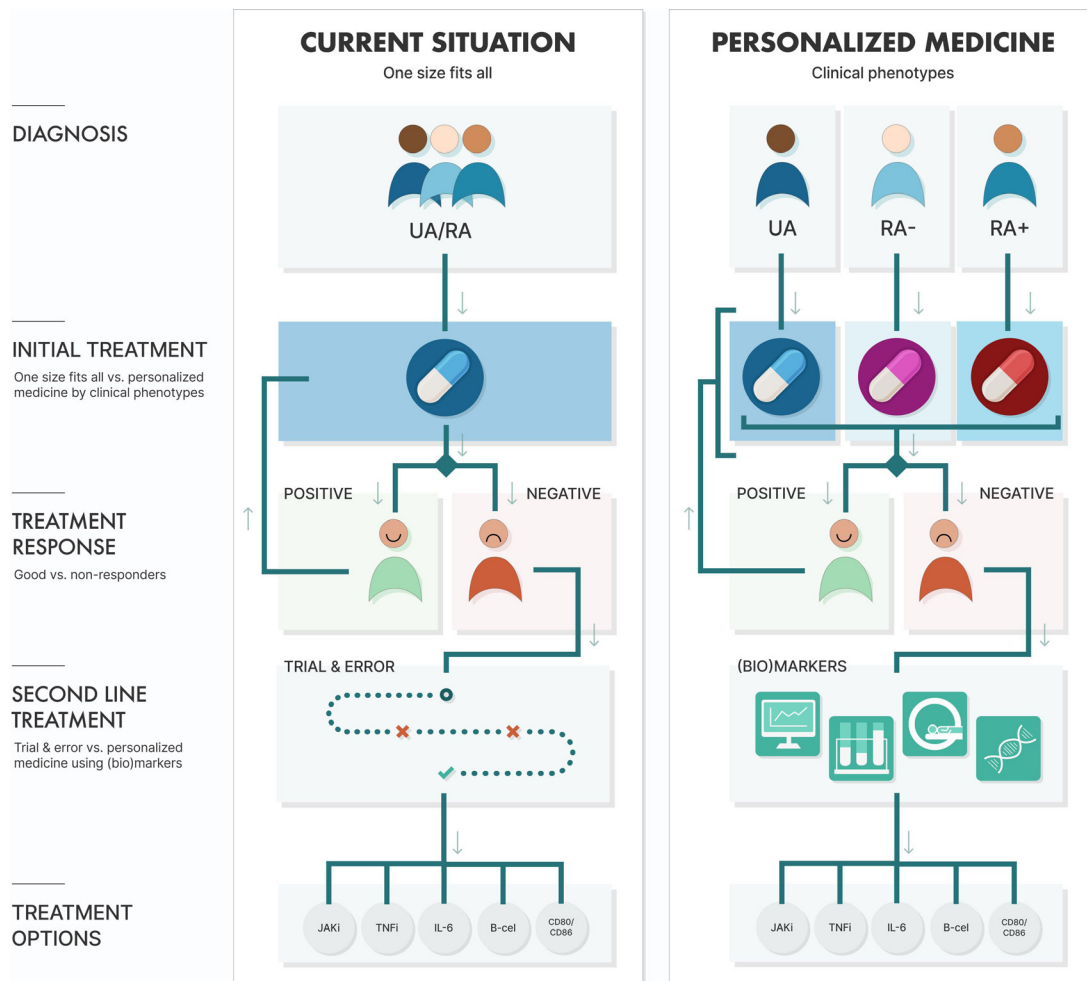 CURRENT SITUATION
One size fits all
PERSONALIZED MEDICINE
Clinical phenotypes
DIAGNOSIS
UA/RA
UA
RA-
RA+
INITIAL TREATMENT
One size fits all vs. personalized
medicine by clinical phenotypes
TREATMENT
RESPONSE
Good vs. non-responders
POSITIVE
NEGATIVE
POSITIVE
NEGATIVE
SECOND LINE
TREATMENT
Trial & error vs. personalized
medicine using (bio)markers
TRIAL & ERROR
(BIO)MARKERS
TREATMENT
OPTIONS
JAKi
TNFi
IL-6
B-cel
CD80/
CD86
JAKi
TNFi
IL-6
B-cel
CD80/
CD86